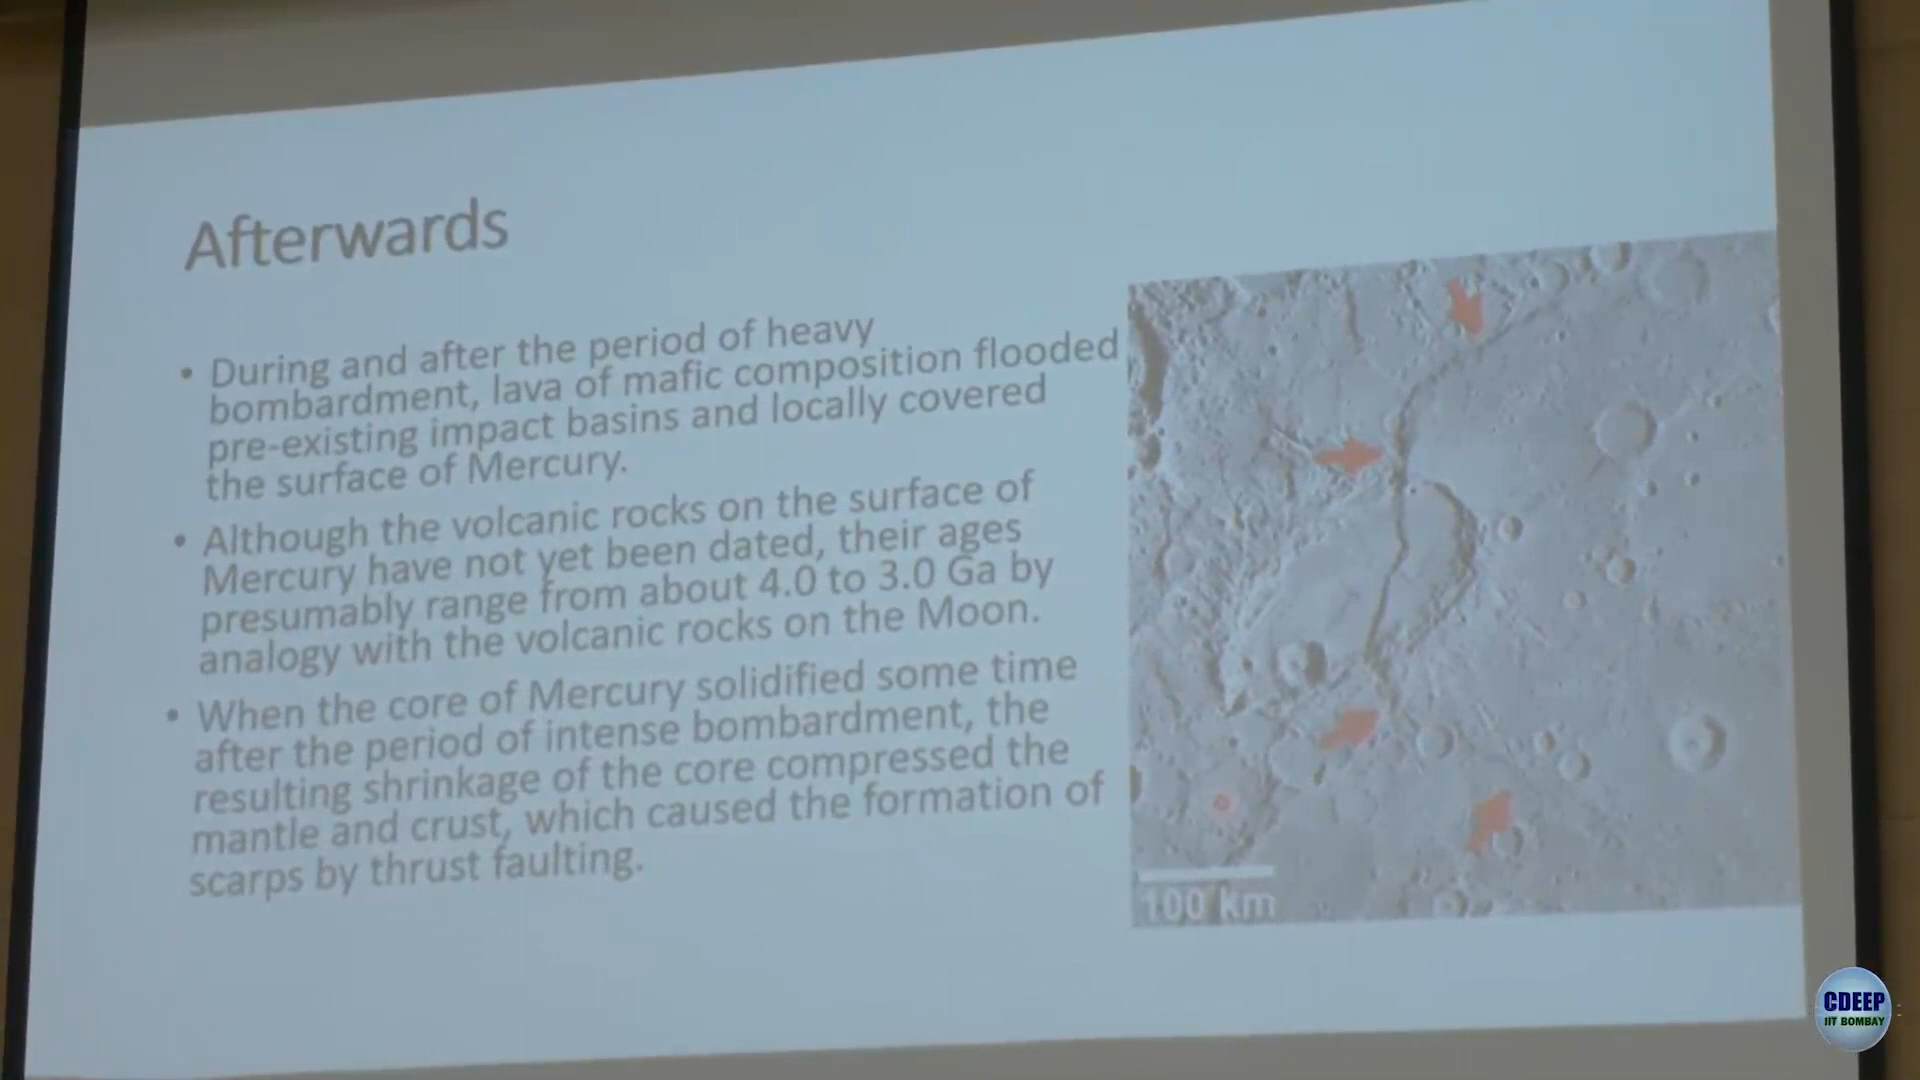 Afterwards
• During and after the period of heavy
bombardment, lava of mafic composition flooded
pre-existing impact basins and locally covered
the surface of Mercury.
• Although the volcanic rocks on the surface of
Mercury have not yet been dated, their ages
presumably range from about 4.0 to 3.0 Ga by
analogy with the volcanic rocks on the Moon.
• When the core of Mercury solidified some time
after the period of intense bombardment, the
resulting shrinkage of the core compressed the
mantle and crust, which caused the formation of
scarps by thrust faulting.
100 km
CDEEP
IIT BOMBAY